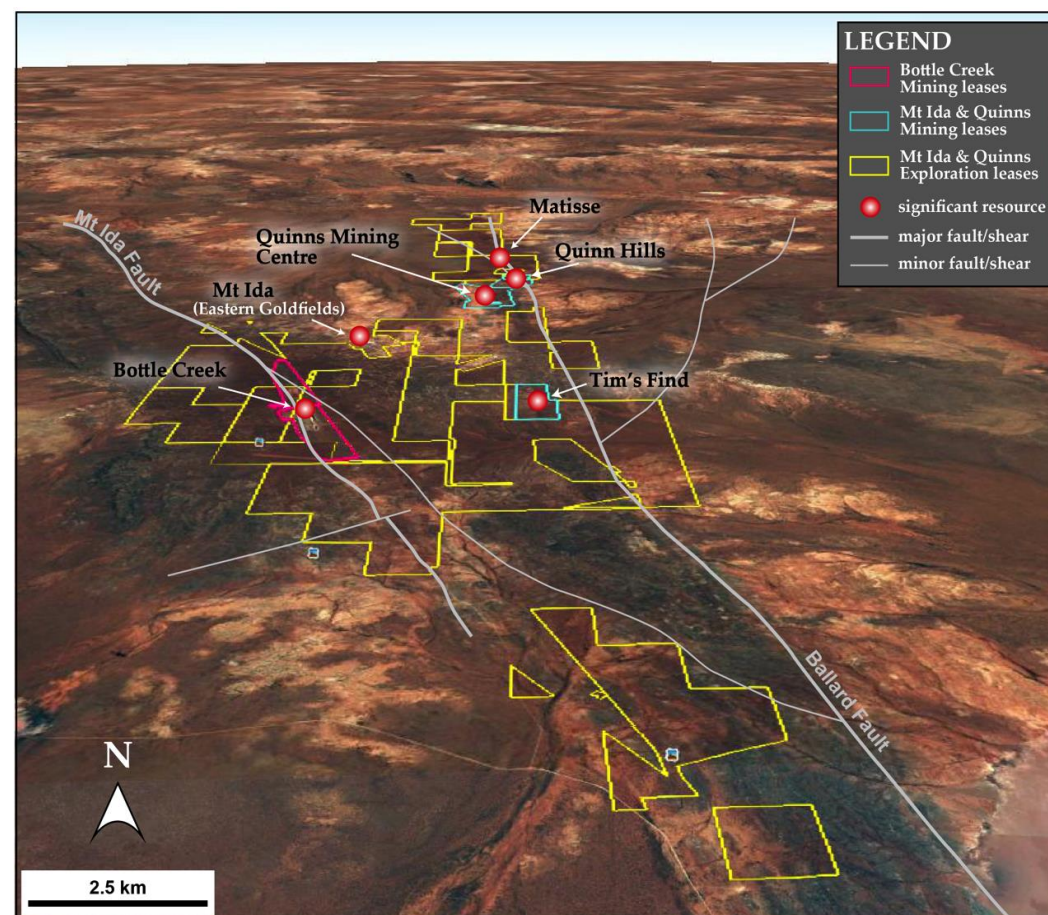 LEGEND
Bottle Creek
Mining leases
Mt Ida & Quinns
Mining leases
Mt Ida & Quinns
Exploration leases
significant resource
major fault/shear
minor fault/shear
Matisse
Mt Ida Fault
Quinns Mining
Centre
Quinn Hills
Mt Ida
(Eastern Goldfields)
Bottle Creek
Tim's Find
Ballard Fault
N
2.5 km